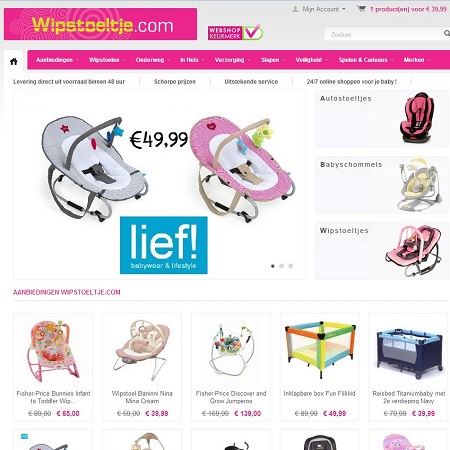 Mijn Account
1 product(en) voor € 39,99
Wipstoeltje.com
WEBSHOP
KEURMERK
Zoeken
Aanbiedingen
Wipstoelen
Onderweg
In Huis
Verzorging
Slapen
Veiligheid
Spelen & Cadeaus
Merken
Levering direct uit voorraad binnen 48 uur
Scherpe prijzen
Uitstekende service
24/7 online shoppen voor je baby !
€49,99
lief!
babywear & lifestyle
Autostoeltjes
Babyschommels
Wipstoeltjes
AANBIEDINGEN WIPSTOELTJE.COM
Fisher-Price Bunnies Infant
to Toddler Wip...
€ 89,00 € 65,00
Wipstoel Baninni Nina
Mina Cream
€ 59,00 € 39,99
Fisher-Price Discover and
Grow Jumperoo
€ 169,99 € 139,00
Inklapbare box Fun Fillikid
€ 89,99 € 49,99
Reisbed Titaniumbaby met
2e verdieping Navy
€ 79,99 € 39,99